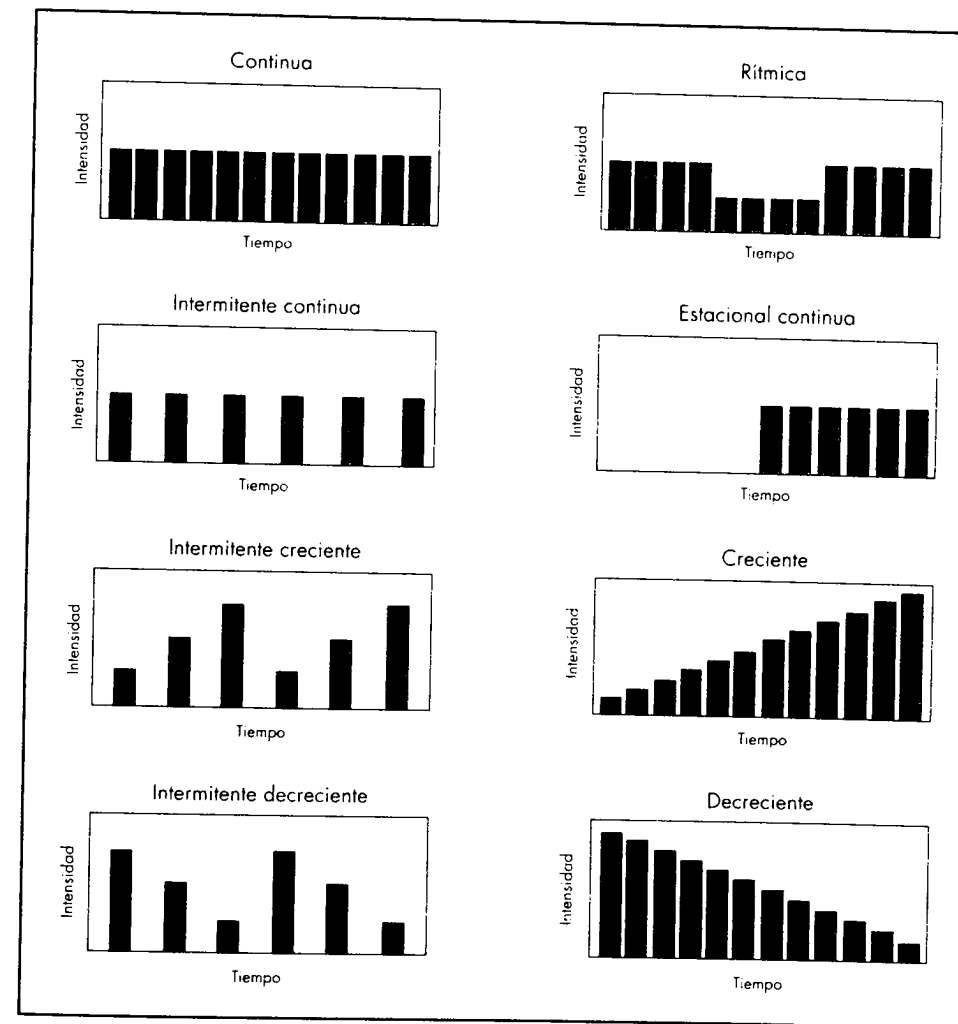 Continua
Intensidad
Tiempo
Rítmica
Intensidad
Tiempo
Intermitente continua
Intensidad
Tiempo
Estacional continua
Intensidad
Tiempo
Intermitente creciente
Intensidad
Tiempo
Creciente
Intensidad
Tiempo
Intermitente decreciente
Intensidad
Tiempo
Decreciente
Intensidad
Tiempo